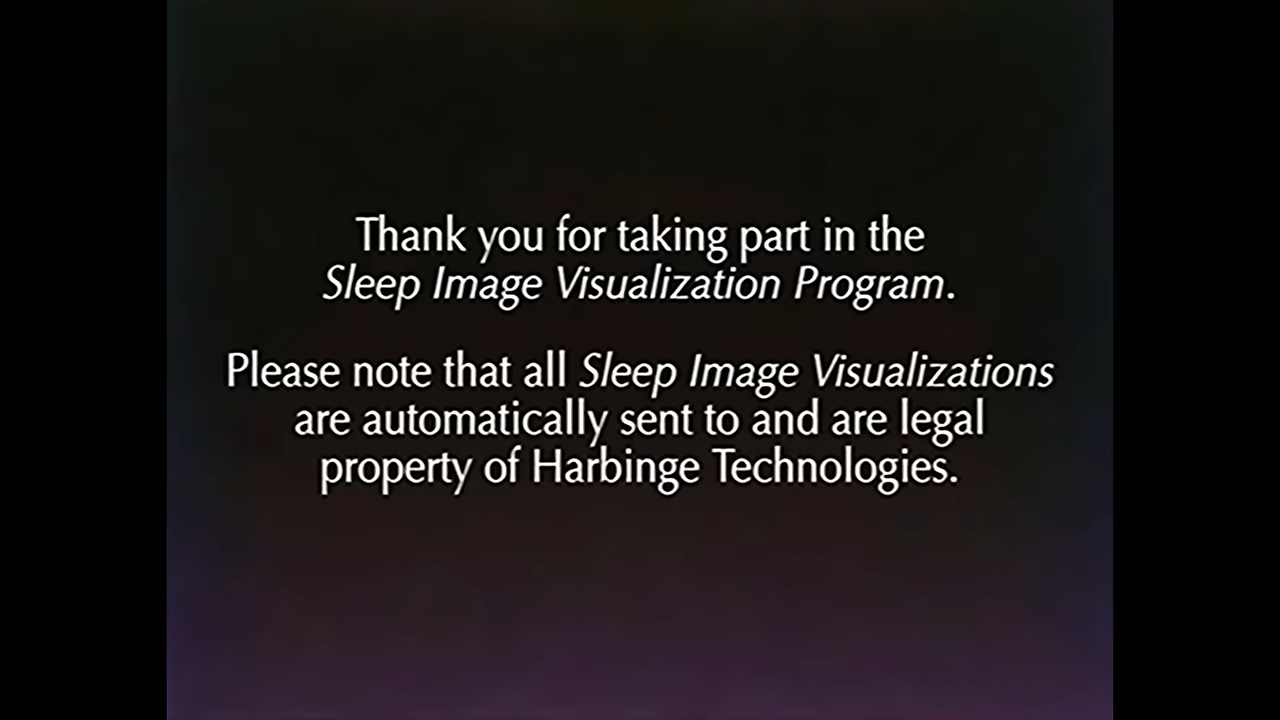 Thank you for taking part in the
Sleep Image Visualization Program.
Please note that all Sleep Image Visualizations
are automatically sent to and are legal
property of Harbinge Technologies.